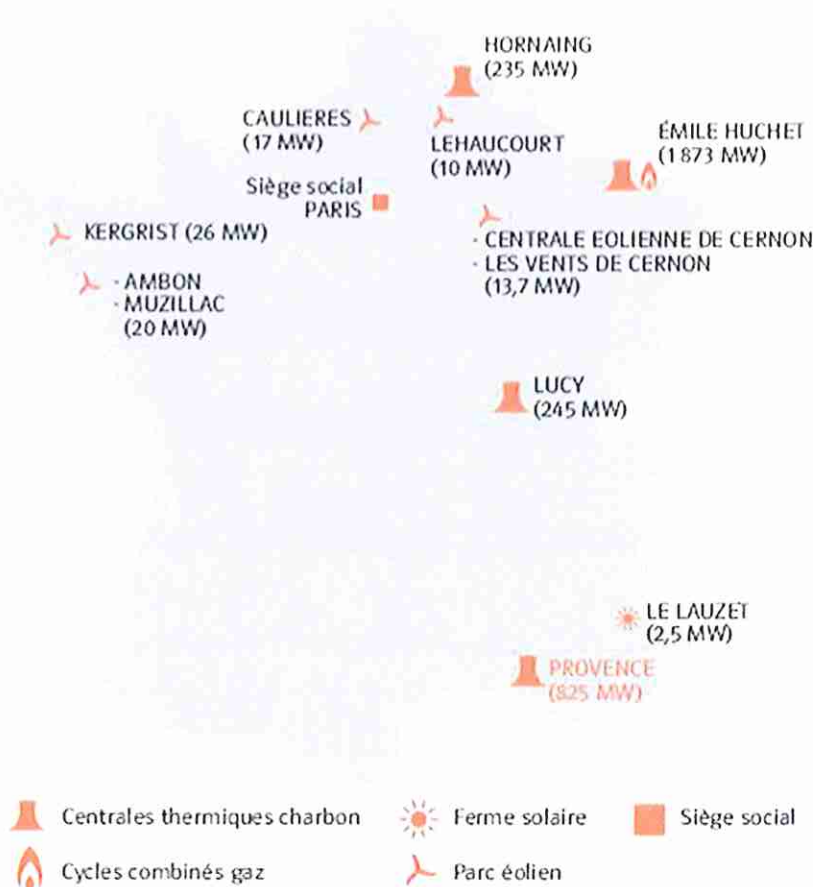 HORNAING
(235 MW)
CAULIERES
(17 MW)
LEHAUCOURT
(10 MW)
ÉMILE HUCHET
(1 873 MW)
Siège social
PARIS
KERGRIST (26 MW)
- CENTRALE EOLIENNE DE CERNON
- LES VENTS DE CERNON
(13,7 MW)
- AMBON
- MUZILLAC
(20 MW)
LUCY
(245 MW)
LE LAUZET
(2,5 MW)
PROVENCE
(825 MW)
Centrales thermiques charbon
Ferme solaire
Siège social
Cycles combinés gaz
Parc éolien